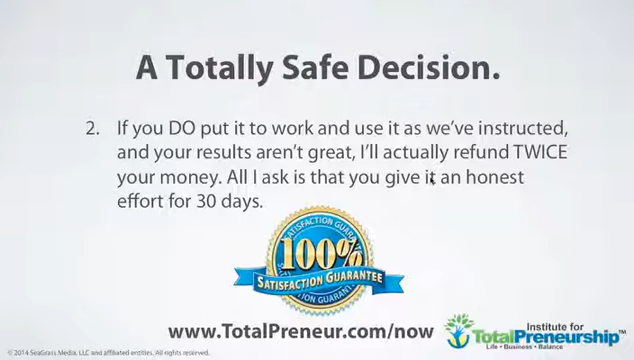 A Totally Safe Decision.
2. If you DO put it to work and use it as we've instructed,
and your results aren't great, I'll actually refund TWICE
your money. All I ask is that you give it an honest
effort for 30 days.
SATISFACTION GUARANTEE
100%
SATISFACTION GUARANTEE
SATISFACTION GUARANTEE
www.TotalPreneur.com/now
Institute for
TotalPreneurship™
Life • Business • Balance
© 2014 SeaGrass Media, LLC and affiliated entities. All rights reserved.